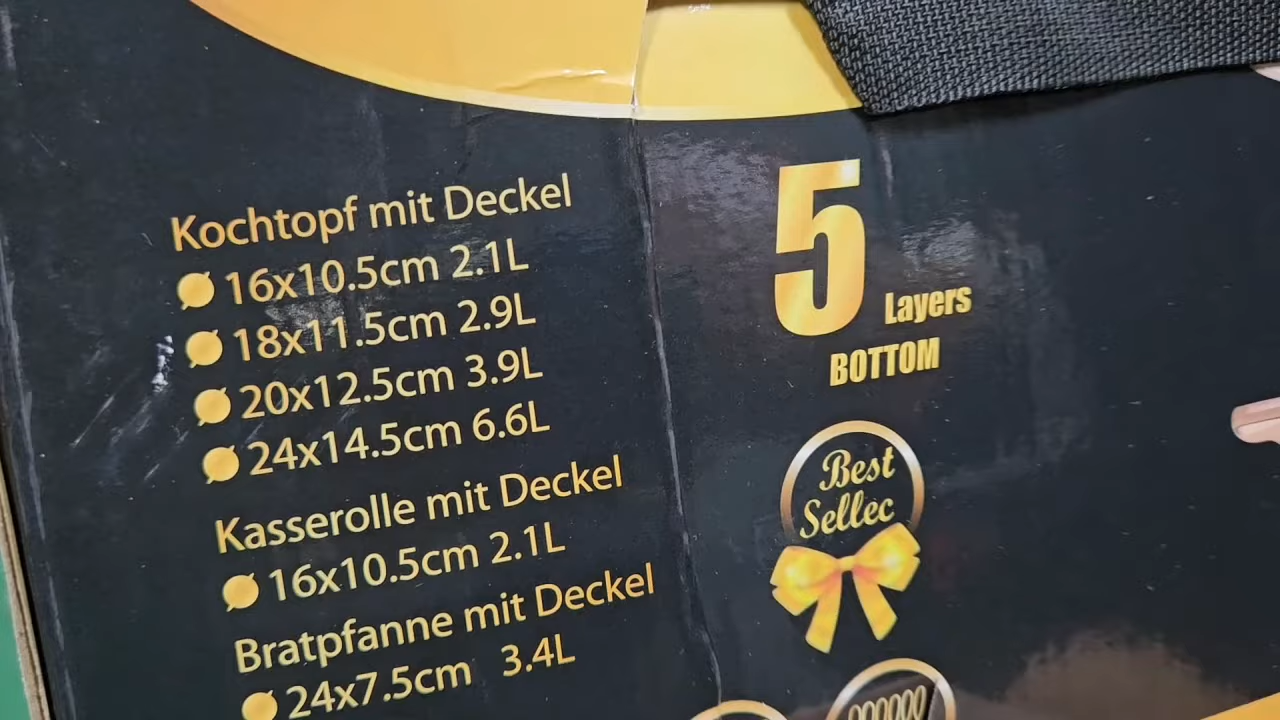 Kochtopf mit Deckel
Ø 16x10.5cm 2.1L
Ø 18x11.5cm 2.9L
Ø 20x12.5cm 3.9L
Ø 24x14.5cm 6.6L
Kasserolle mit Deckel
Ø 16x10.5cm 2.1L
Bratpfanne mit Deckel
Ø 24x7.5cm 3.4L
5 Layers
BOTTOM
Best
Sellec